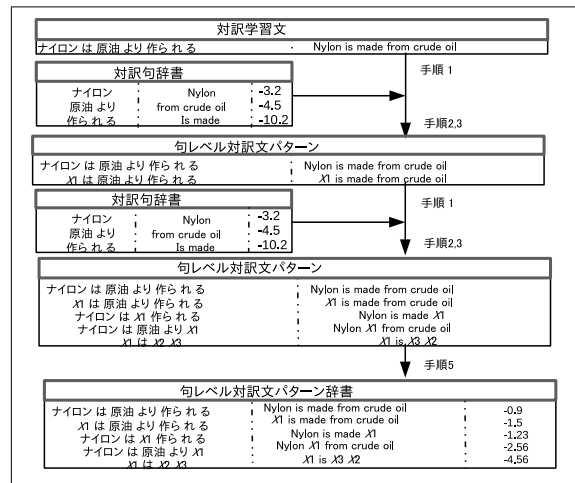 対訳学習文
ナイロン は 原油 より 作ら れ る : Nylon is made from crude oil
手順 1
対訳句辞書
ナイロン : Nylon : -3.2
原油 より : from crude oil : -4.5
作ら れ る : Is made : -10.2
手順2,3
句レベル対訳文パターン
ナイロン は 原油 より 作ら れ る : Nylon is made from crude oil
X1 は 原油 より 作ら れ る : X1 is made from crude oil
手順 1
対訳句辞書
ナイロン : Nylon : -3.2
原油 より : from crude oil : -4.5
作ら れ る : Is made : -10.2
手順2,3
句レベル対訳文パターン
ナイロン は 原油 より 作ら れ る : Nylon is made from crude oil
X1 は 原油 より 作ら れ る : X1 is made from crude oil
ナイロン は X1 作ら れ る : Nylon is made X1
ナイロン は 原油 より X1 : Nylon X1 from crude oil
X1 は X2 X3 : X1 is X3 X2
手順5
句レベル対訳文パターン辞書
ナイロン は 原油 より 作ら れ る : Nylon is made from crude oil : -0.9
X1 は 原油 より 作ら れ る : X1 is made from crude oil : -1.5
ナイロン は X1 作ら れ る : Nylon is made X1 : -1.23
ナイロン は 原油 より X1 : Nylon X1 from crude oil : -2.56
X1 は X2 X3 : X1 is X3 X2 : -4.56